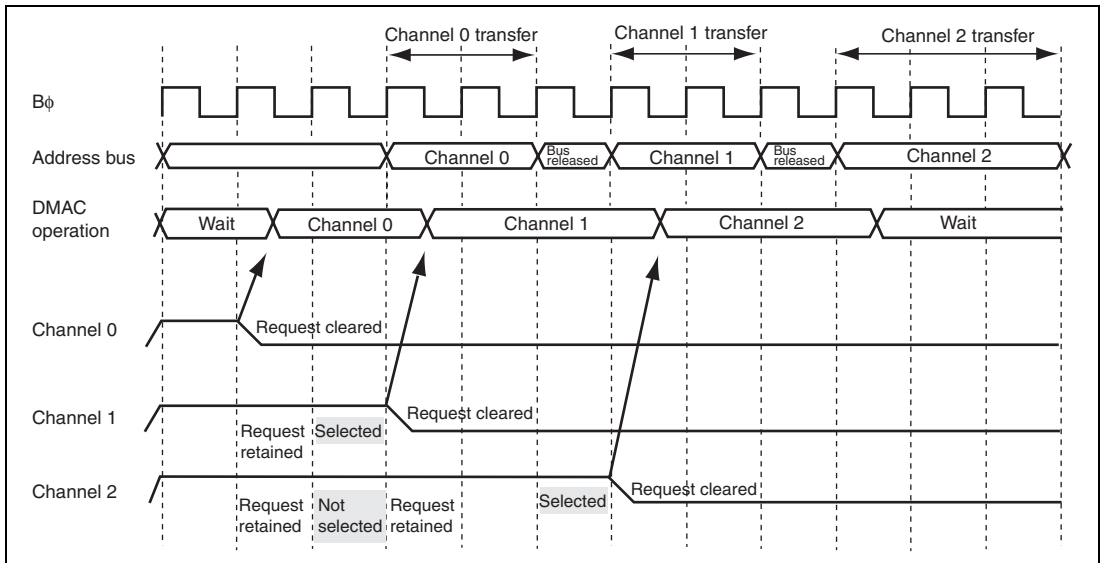 Channel 0 transfer
Channel 1 transfer
Channel 2 transfer
Bφ
Address bus
Channel 0
Bus
released
Channel 1
Bus
released
Channel 2
DMAC
operation
Wait
Channel 0
Channel 1
Channel 2
Wait
Channel 0
Request cleared
Channel 1
Request
retained
Selected
Request cleared
Channel 2
Request
retained
Not
selected
Request
retained
Selected
Request cleared